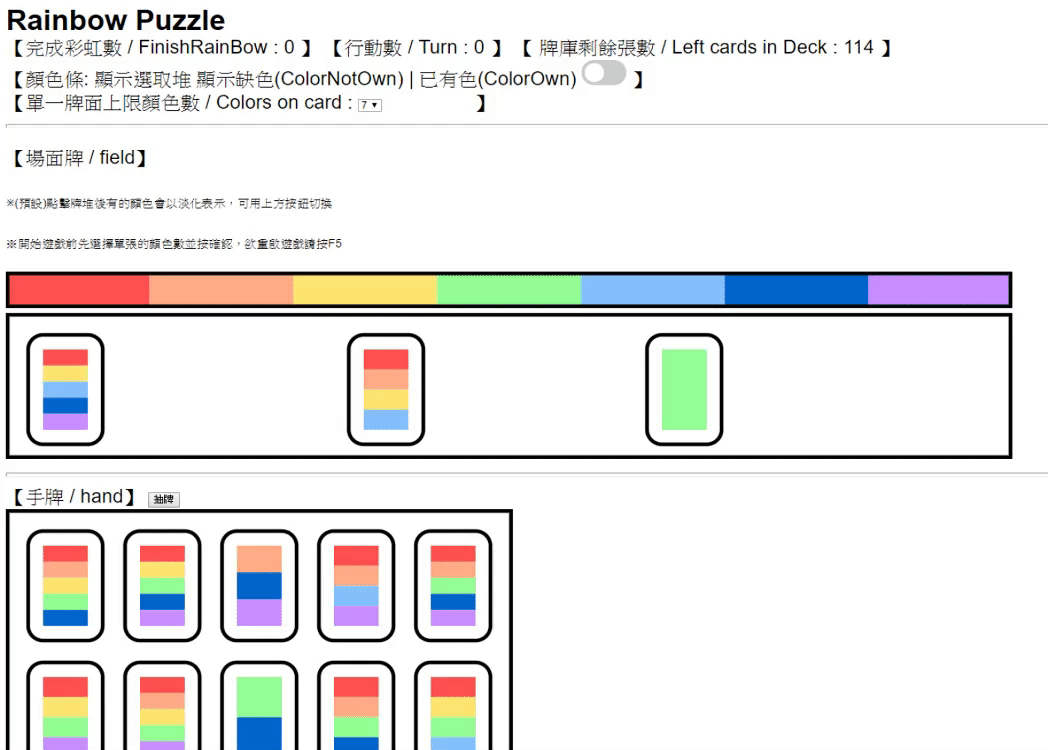 Rainbow Puzzle
【完成彩虹數 / FinishRainBow : 0 】 【行動數 / Turn : 0 】 【 牌庫剩餘張數 / Left cards in Deck : 114 】
【顏色條: 顯示選取堆 顯示缺色(ColorNotOwn) | 已有色(ColorOwn) 】
【單一牌面上限顏色數 / Colors on card : 7 】
【場面牌 / field】
※(預設)點擊牌堆後有的顏色會以淡化表示，可用上方按鈕切換
※開始遊戲前先選擇單張的顏色數並按確認，欲重啟遊戲請按F5
【手牌 / hand】 抽牌